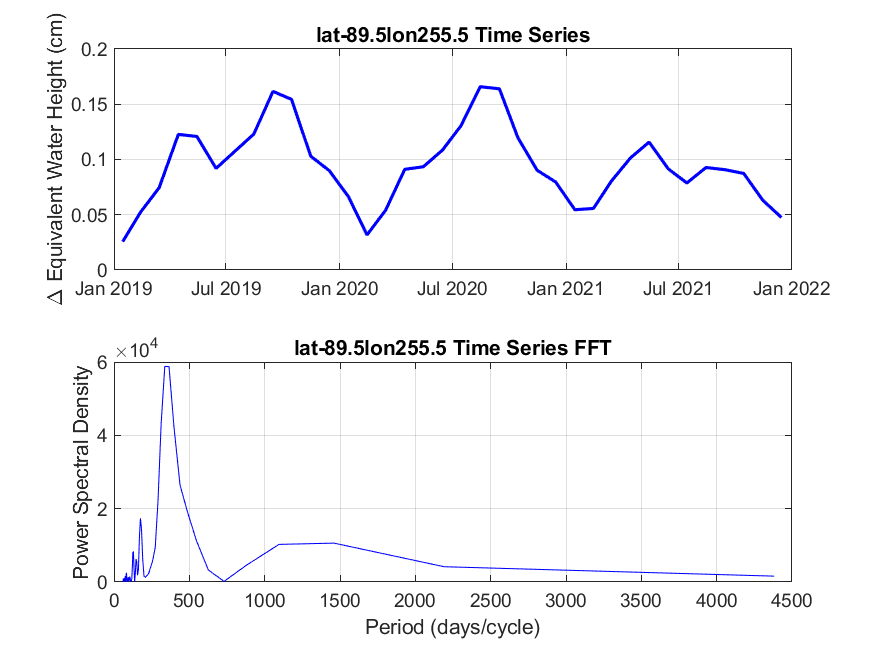 lat-89.5lon255.5 Time Series
Δ Equivalent Water Height (cm)
0.2
0.15
0.1
0.05
0
Jan 2019 Jul 2019 Jan 2020 Jul 2020 Jan 2021 Jul 2021 Jan 2022
lat-89.5lon255.5 Time Series FFT
×10⁴
Power Spectral Density
6
4
2
0
0 500 1000 1500 2000 2500 3000 3500 4000 4500
Period (days/cycle)